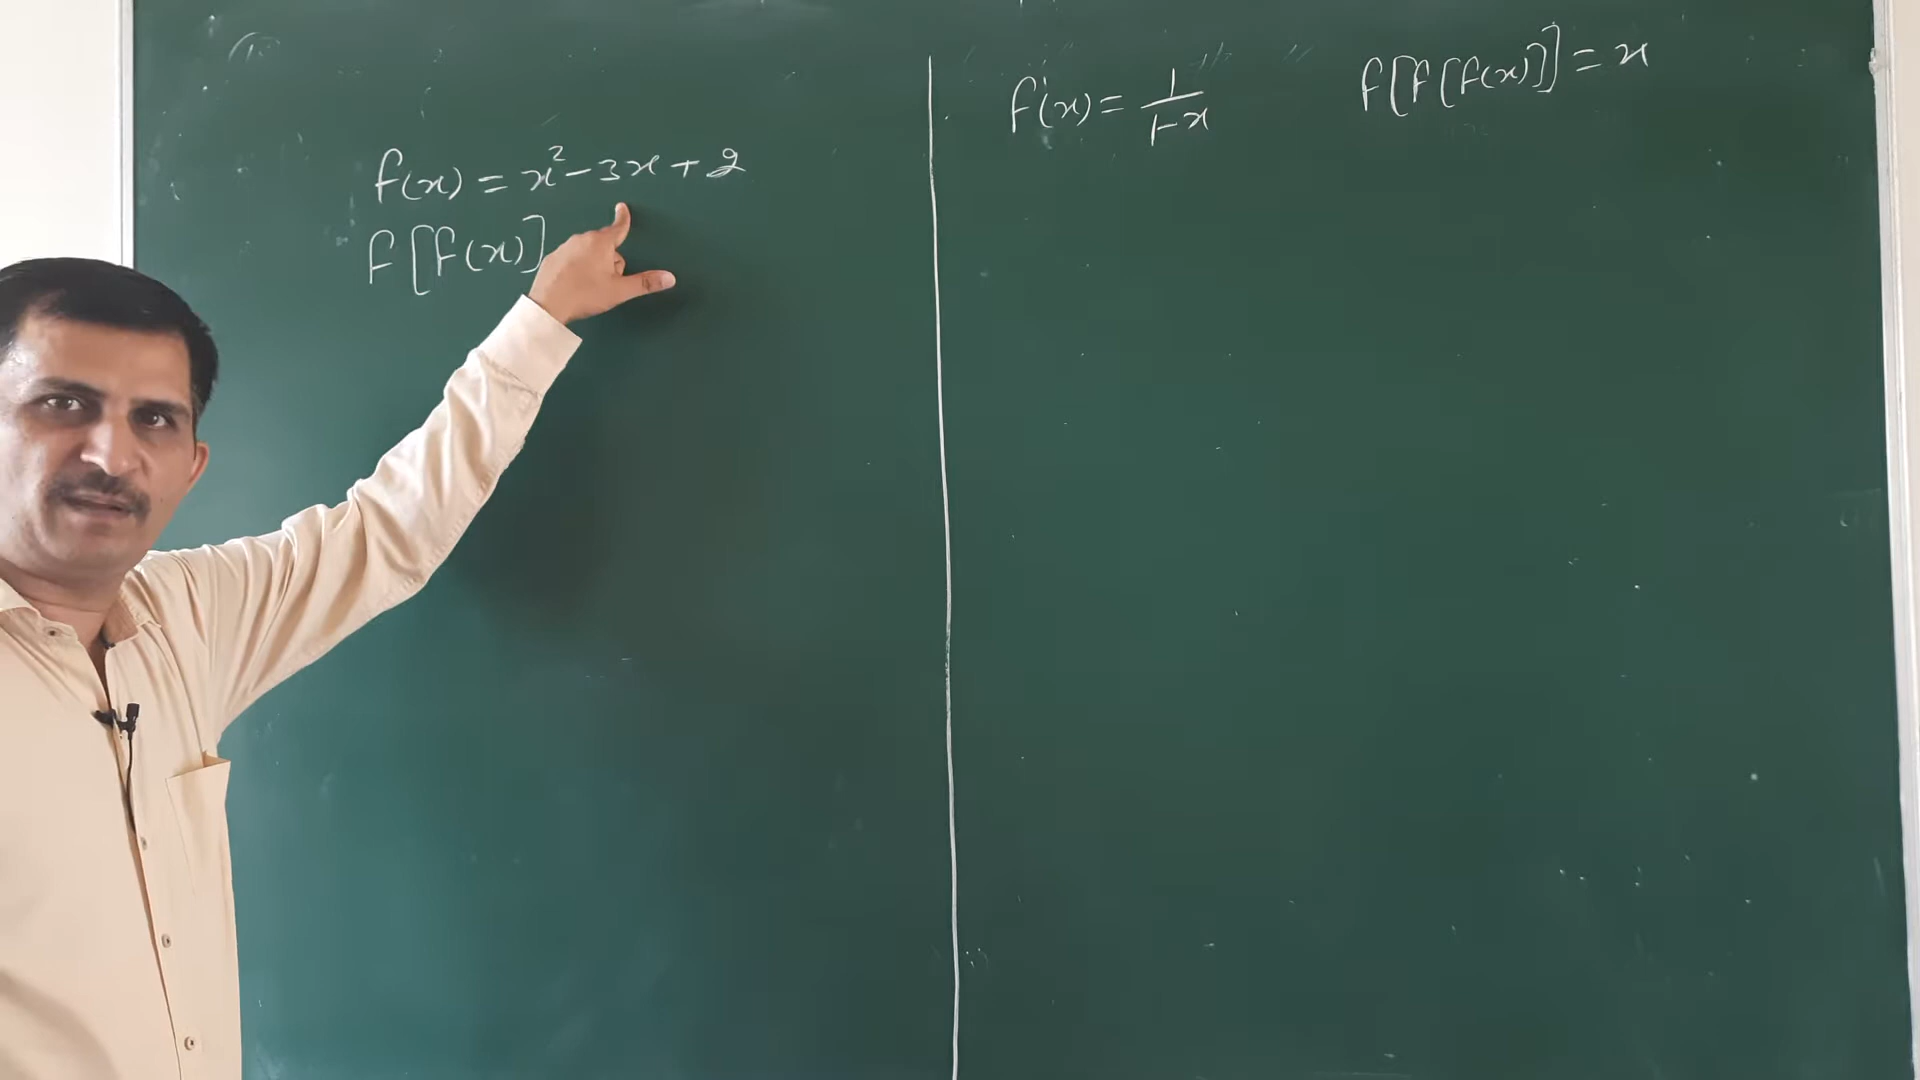 f(x) = x² - 3x + 2
f[f(x)]
f(x) = 1/1-x
f[f[f(x)]] = x